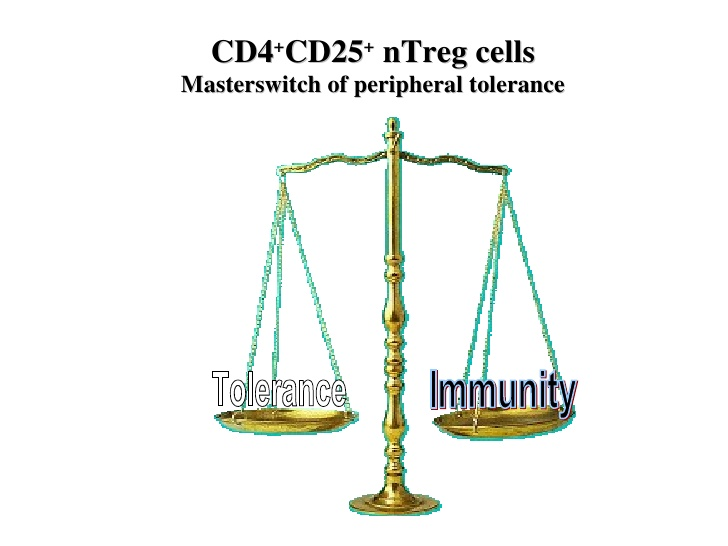 CD4⁺CD25⁺ nTreg cells
Masterswitch of peripheral tolerance
Tolerance
Immunity